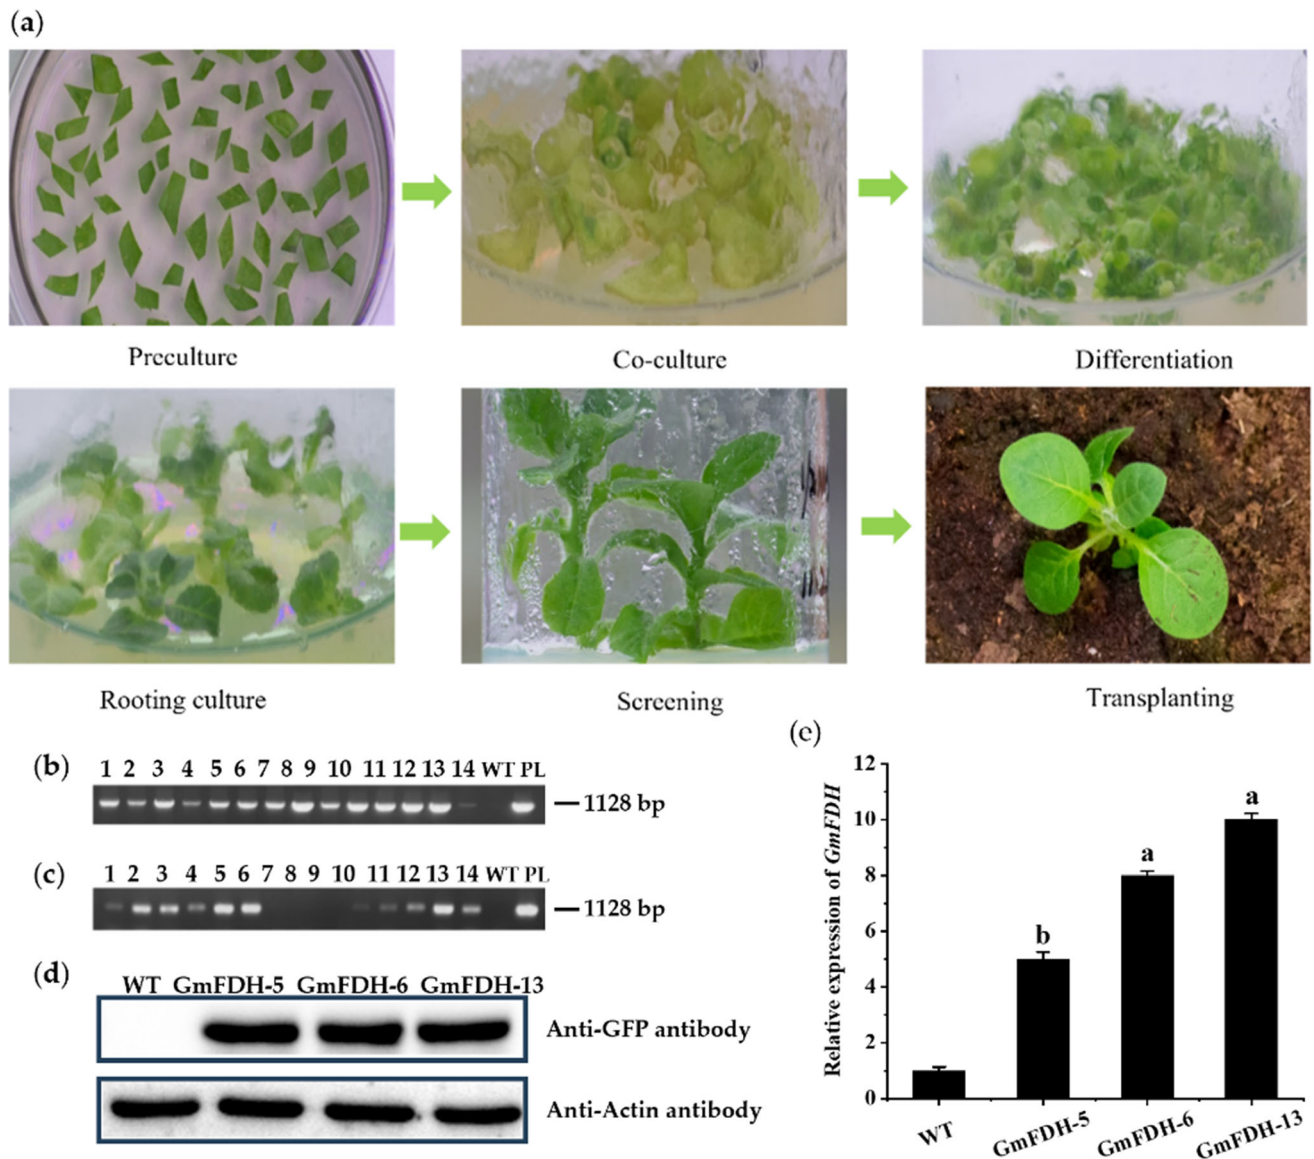 (a)
Preculture
Co-culture
Differentiation
Rooting culture
Screening
Transplanting
(b)
1 2 3 4 5 6 7 8 9 10 11 12 13 14 WT PL
1128 bp
(c)
1 2 3 4 5 6 7 8 9 10 11 12 13 14 WT PL
1128 bp
(d)
WT GmFDH-5 GmFDH-6 GmFDH-13
Anti-GFP antibody
Anti-Actin antibody
(e)
Relative expression of GmFDH
12
10
8
6
4
2
0
b
a
a
WT
GmFDH-5
GmFDH-6
GmFDH-13